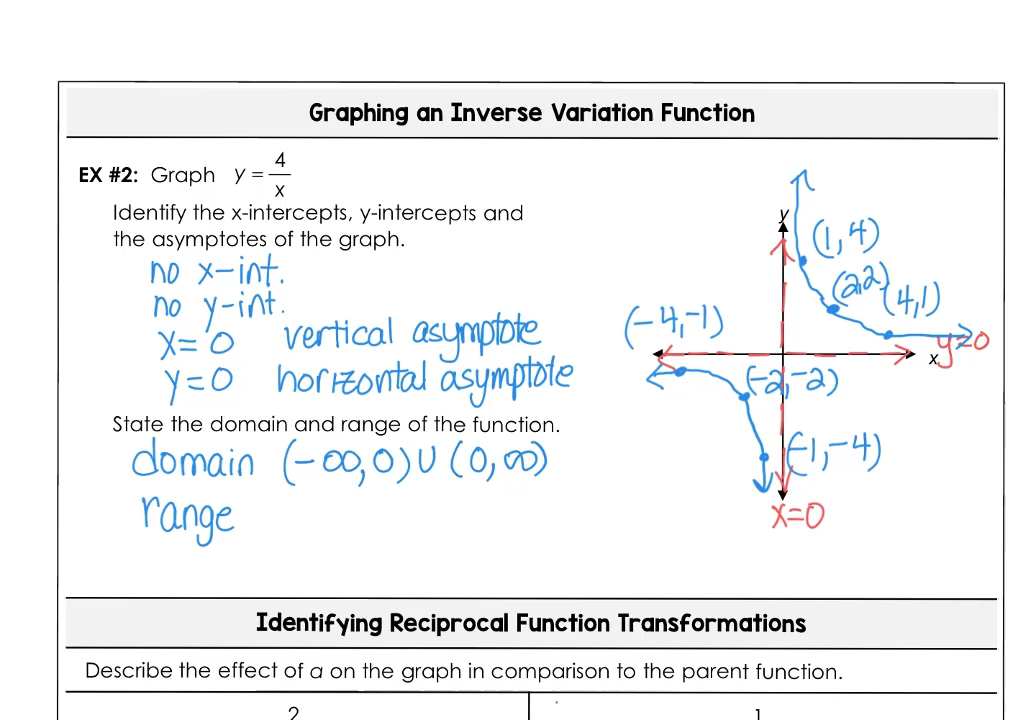 Graphing an Inverse Variation Function
EX #2: Graph y = 4/x
Identify the x-intercepts, y-intercepts and
the asymptotes of the graph.
no x-int.
no y-int.
x=0 vertical asymptote
y=0 horizontal asymptote
State the domain and range of the function.
domain (-∞,0)∪(0,∞)
range
y
(1,4)
(2,2)
(4,1)
(-4,-1)
y=0
x
(-2,-2)
(-1,-4)
x=0
Identifying Reciprocal Function Transformations
Describe the effect of a on the graph in comparison to the parent function.
2 1